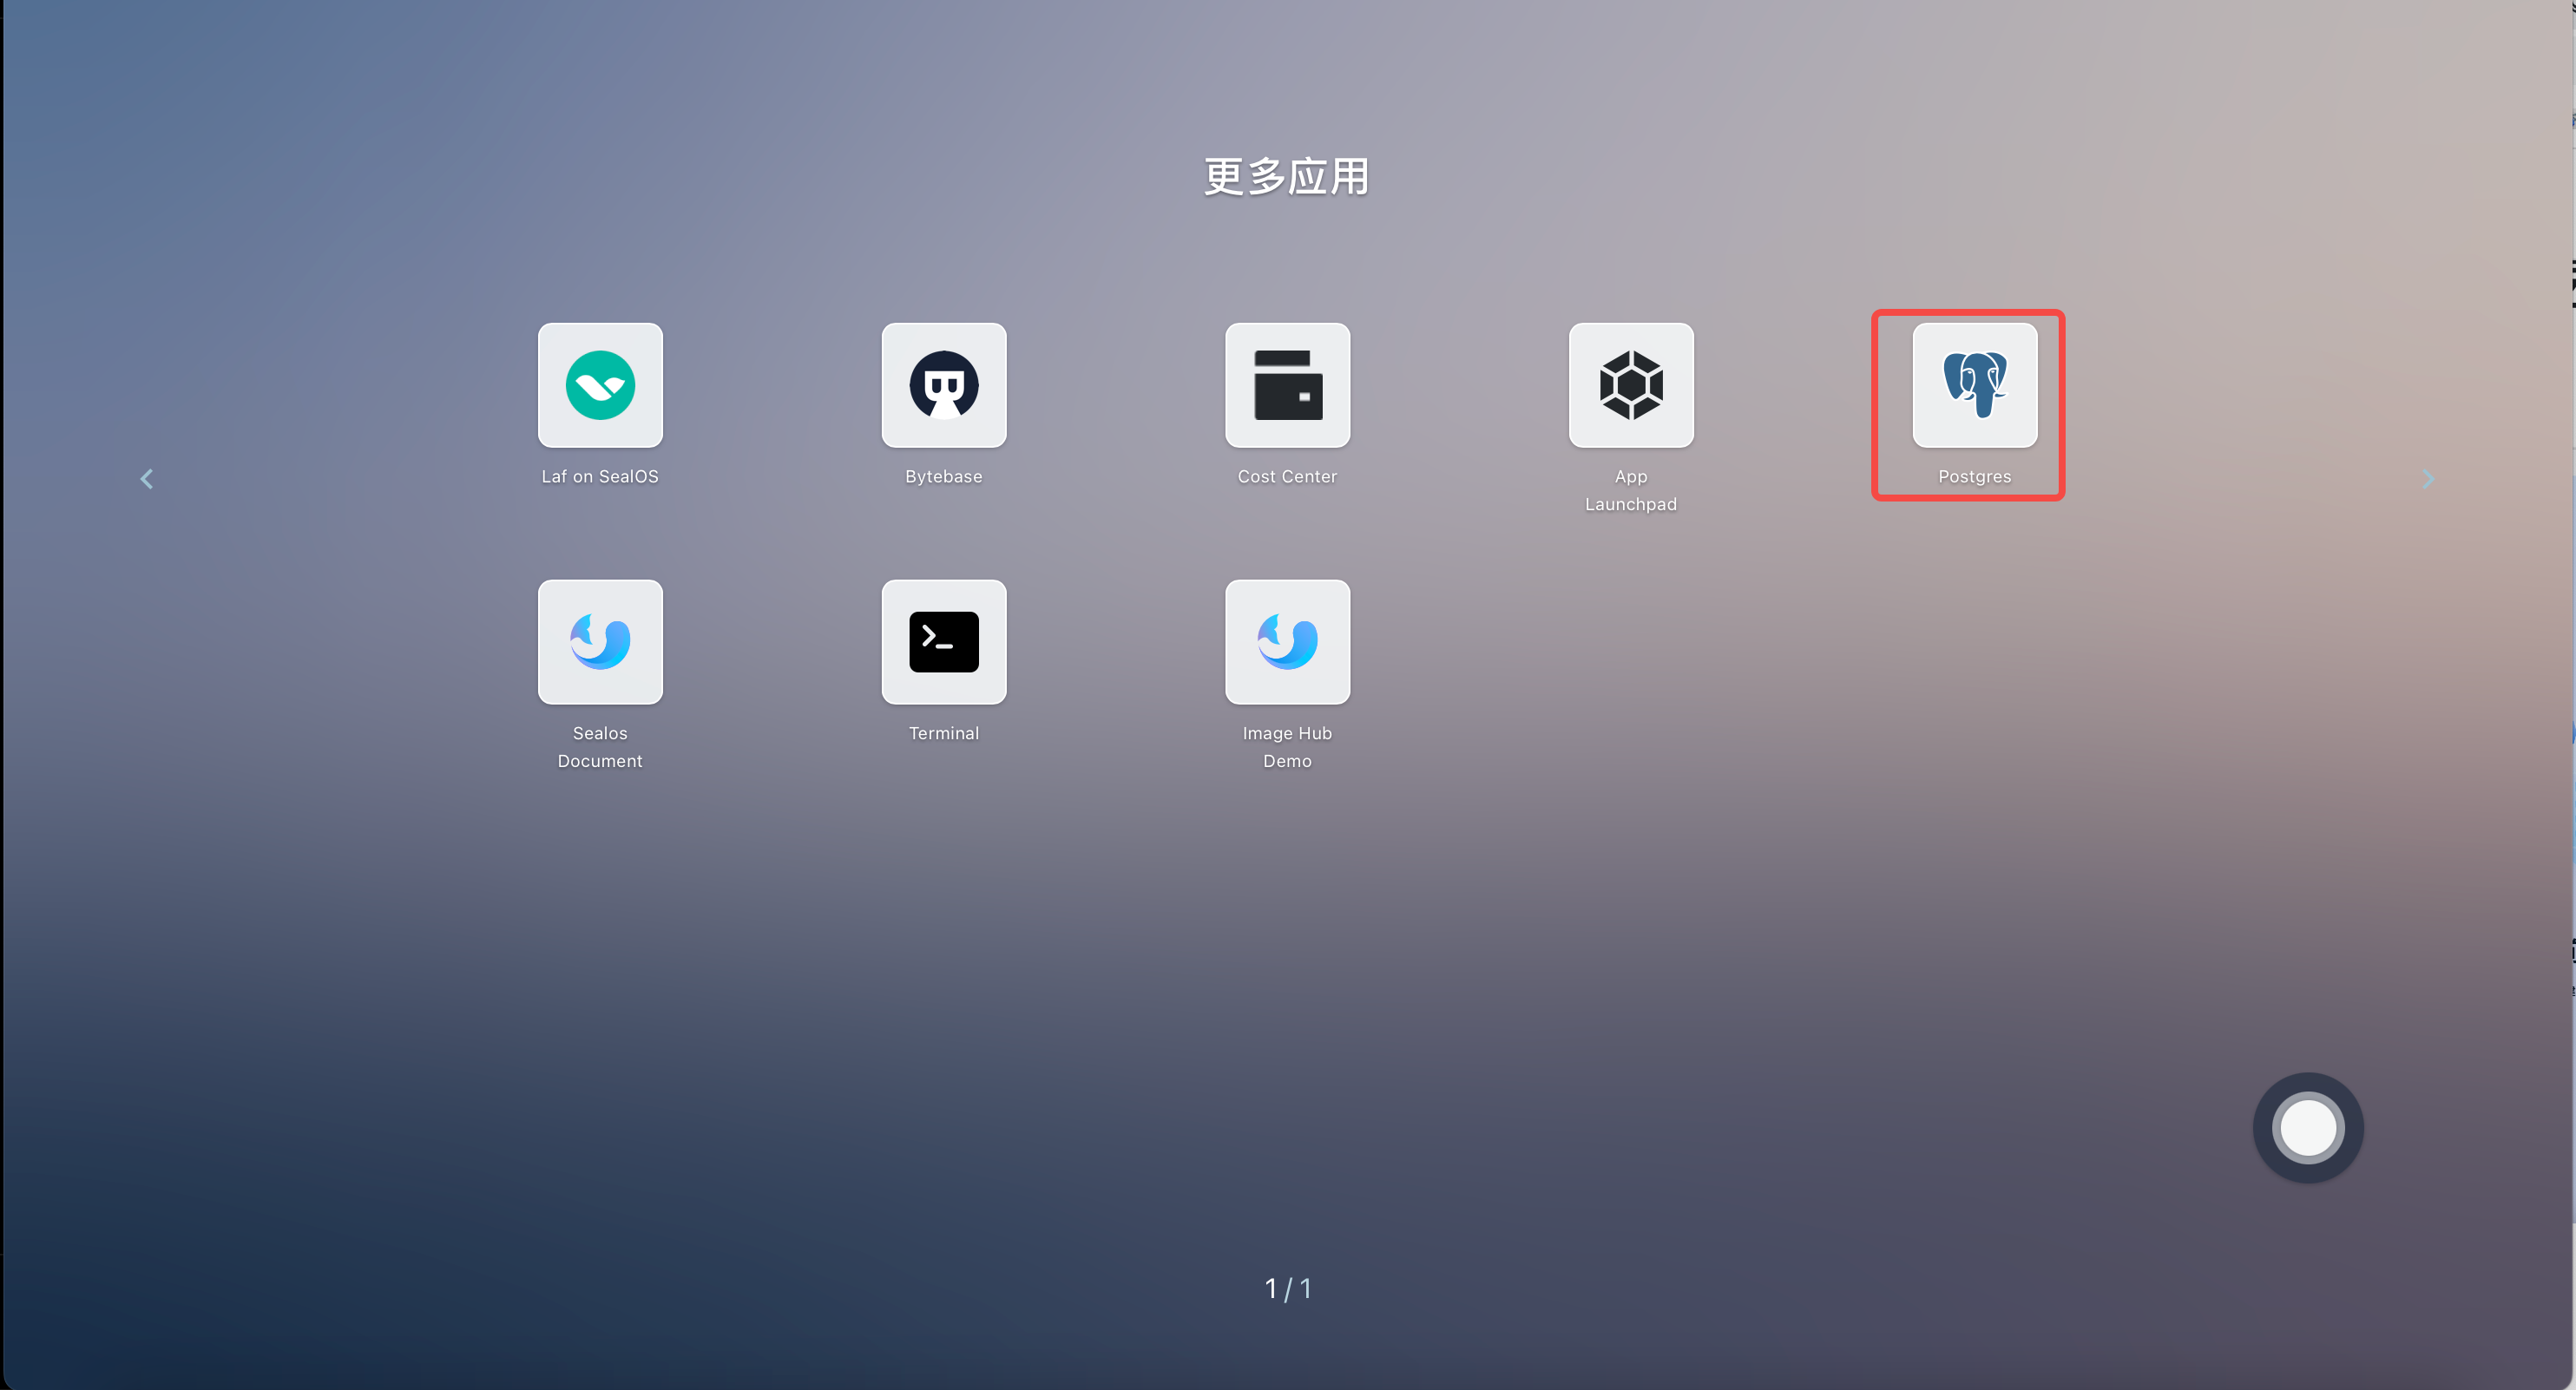 更多应用
Laf on SealOS
Bytebase
Cost Center
App
Launchpad
Postgres
Sealos
Document
Terminal
Image Hub
Demo
1 / 1